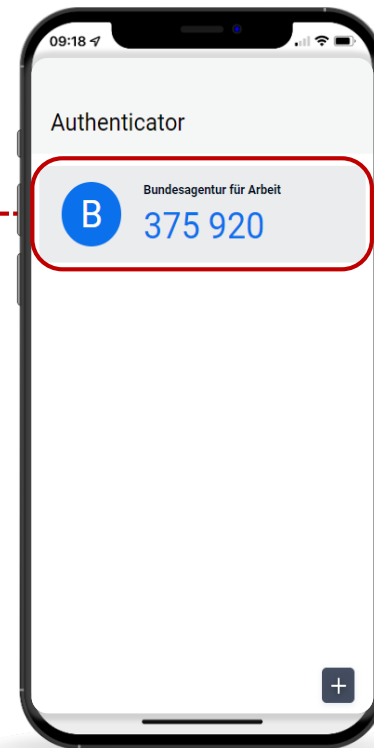 09:18
Authenticator
B
Bundesagentur für Arbeit
375 920
+